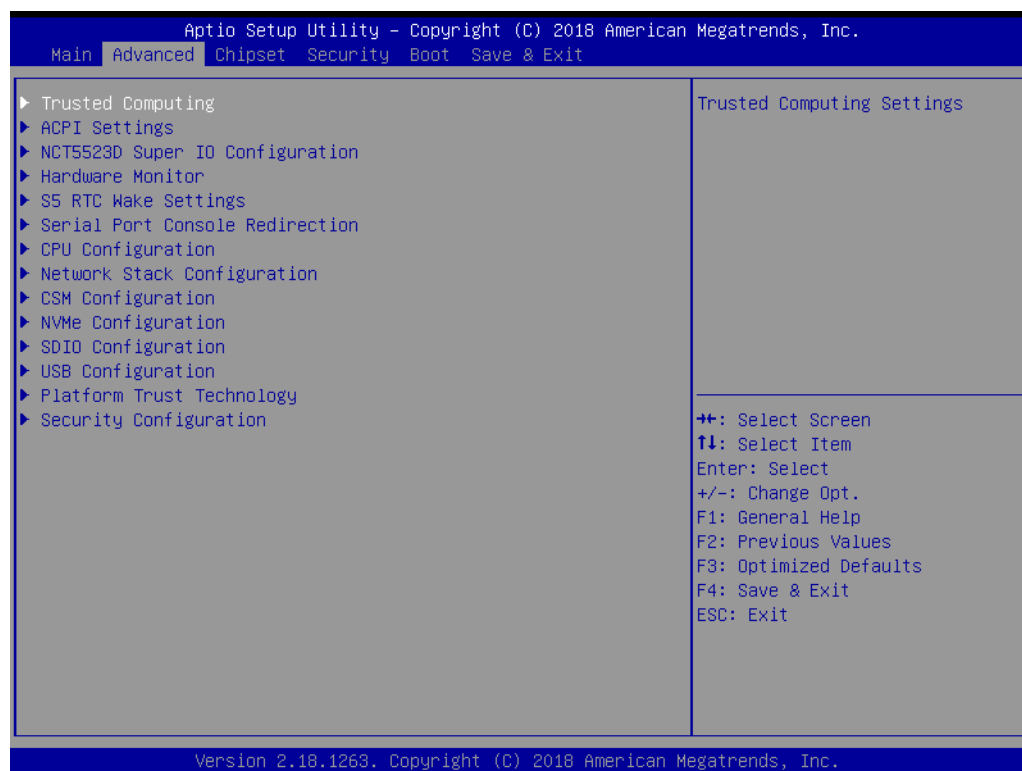 Aptio Setup Utility – Copyright (C) 2018 American Megatrends, Inc.
Main Advanced Chipset Security Boot Save & Exit
Trusted Computing
ACPI Settings
NCT5523D Super IO Configuration
Hardware Monitor
S5 RTC Wake Settings
Serial Port Console Redirection
CPU Configuration
Network Stack Configuration
CSM Configuration
NVMe Configuration
SDIO Configuration
USB Configuration
Platform Trust Technology
Security Configuration
Trusted Computing Settings
→←: Select Screen
↑↓: Select Item
Enter: Select
+/-: Change Opt.
F1: General Help
F2: Previous Values
F3: Optimized Defaults
F4: Save & Exit
ESC: Exit
Version 2.18.1263. Copyright (C) 2018 American Megatrends, Inc.